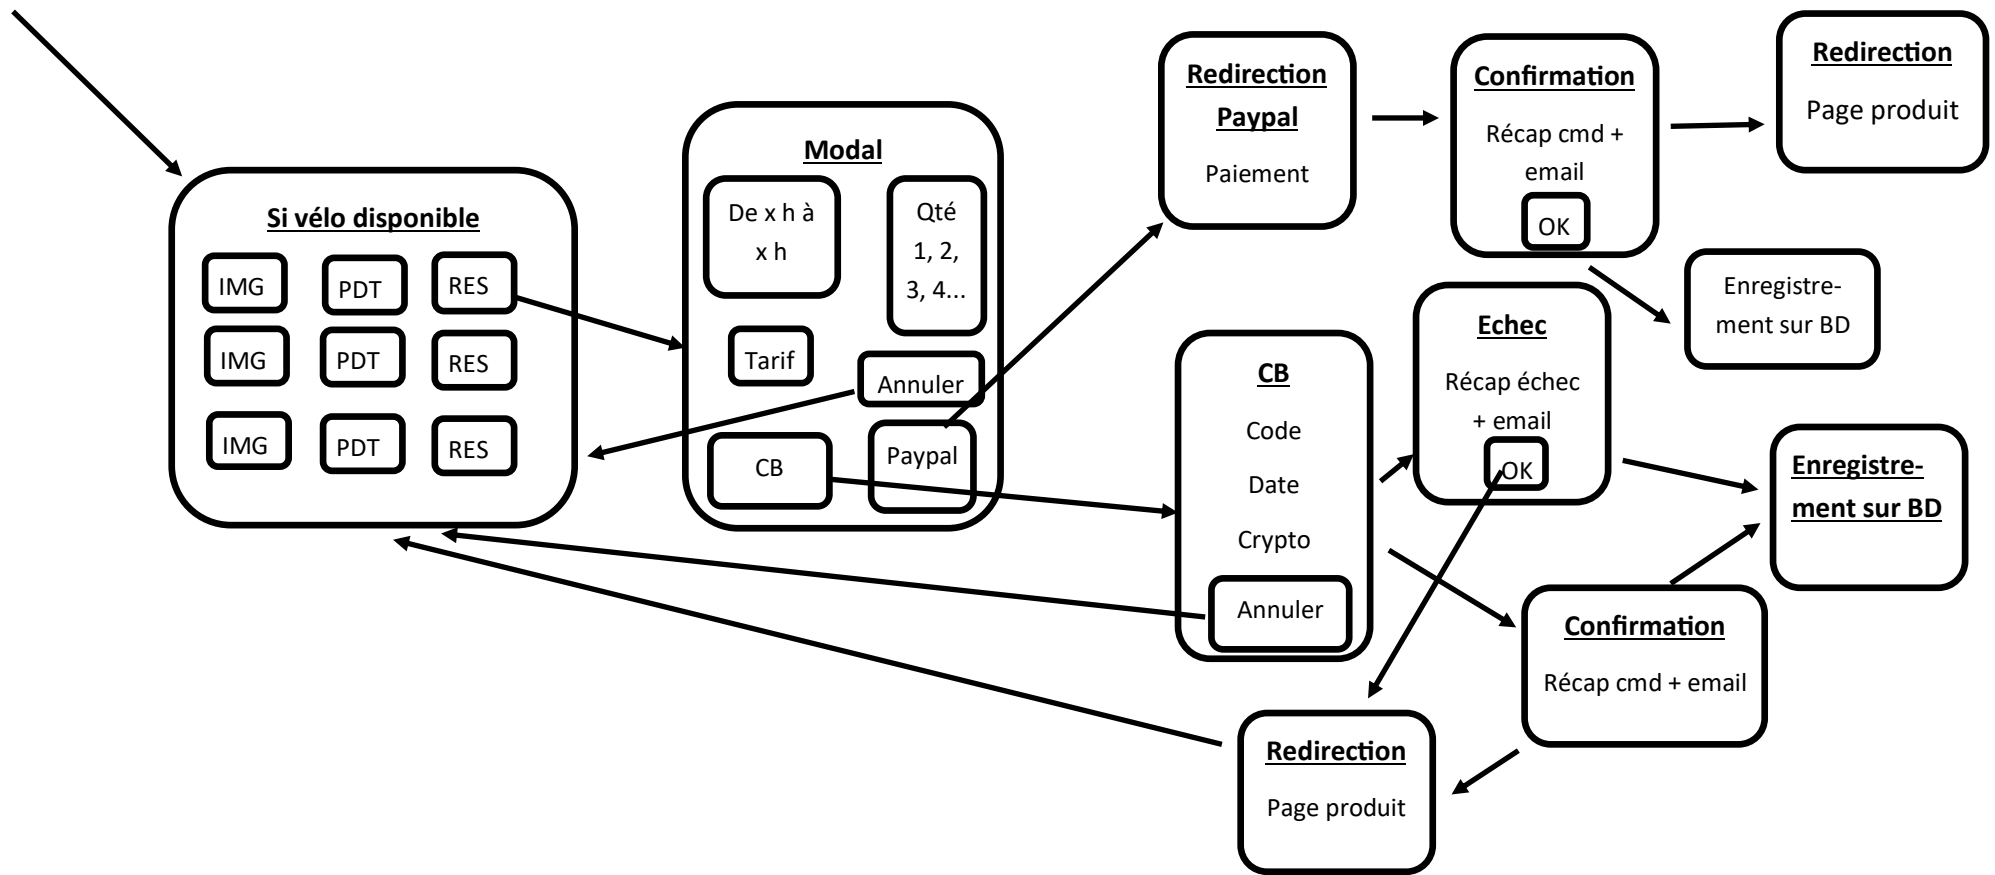 Si vélo disponible
IMG
PDT
RES
IMG
PDT
RES
IMG
PDT
RES
Modal
De x h à
x h
Qté
1, 2,
3, 4...
Tarif
Annuler
CB
Paypal
Redirection
Paypal
Paiement
Confirmation
Récap cmd +
email
OK
Redirection
Page produit
Enregistre-
ment sur BD
CB
Code
Date
Crypto
Annuler
Echec
Récap échec
+ email
OK
Enregistre-
ment sur BD
Confirmation
Récap cmd + email
Redirection
Page produit